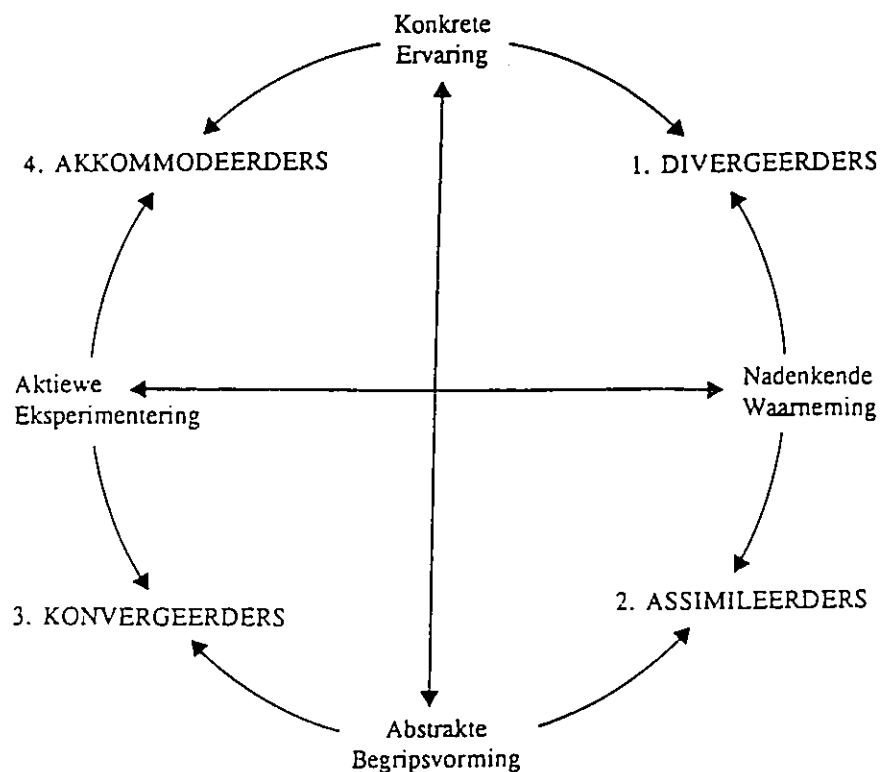 Konkrete
Ervaring
4. AKKOMMODEERDERS
1. DIVERGEERDERS
Aktiewe
Eksperimentering
Nadenkende
Waarneming
3. KONVERGEERDERS
2. ASSIMILEERDERS
Abstrakte
Begripsvorming